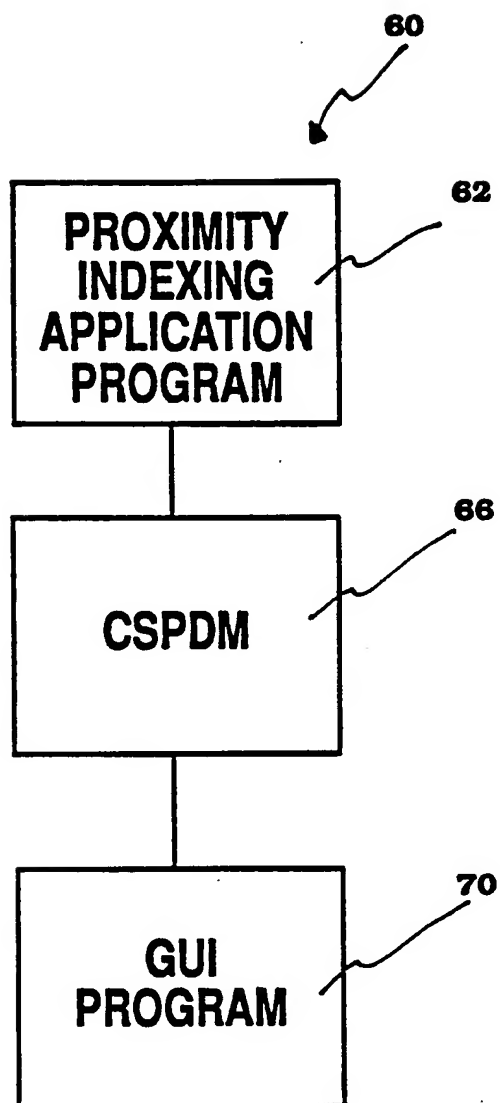 60
62
PROXIMITY
INDEXING
APPLICATION
PROGRAM
66
CSPDM
70
GUI
PROGRAM